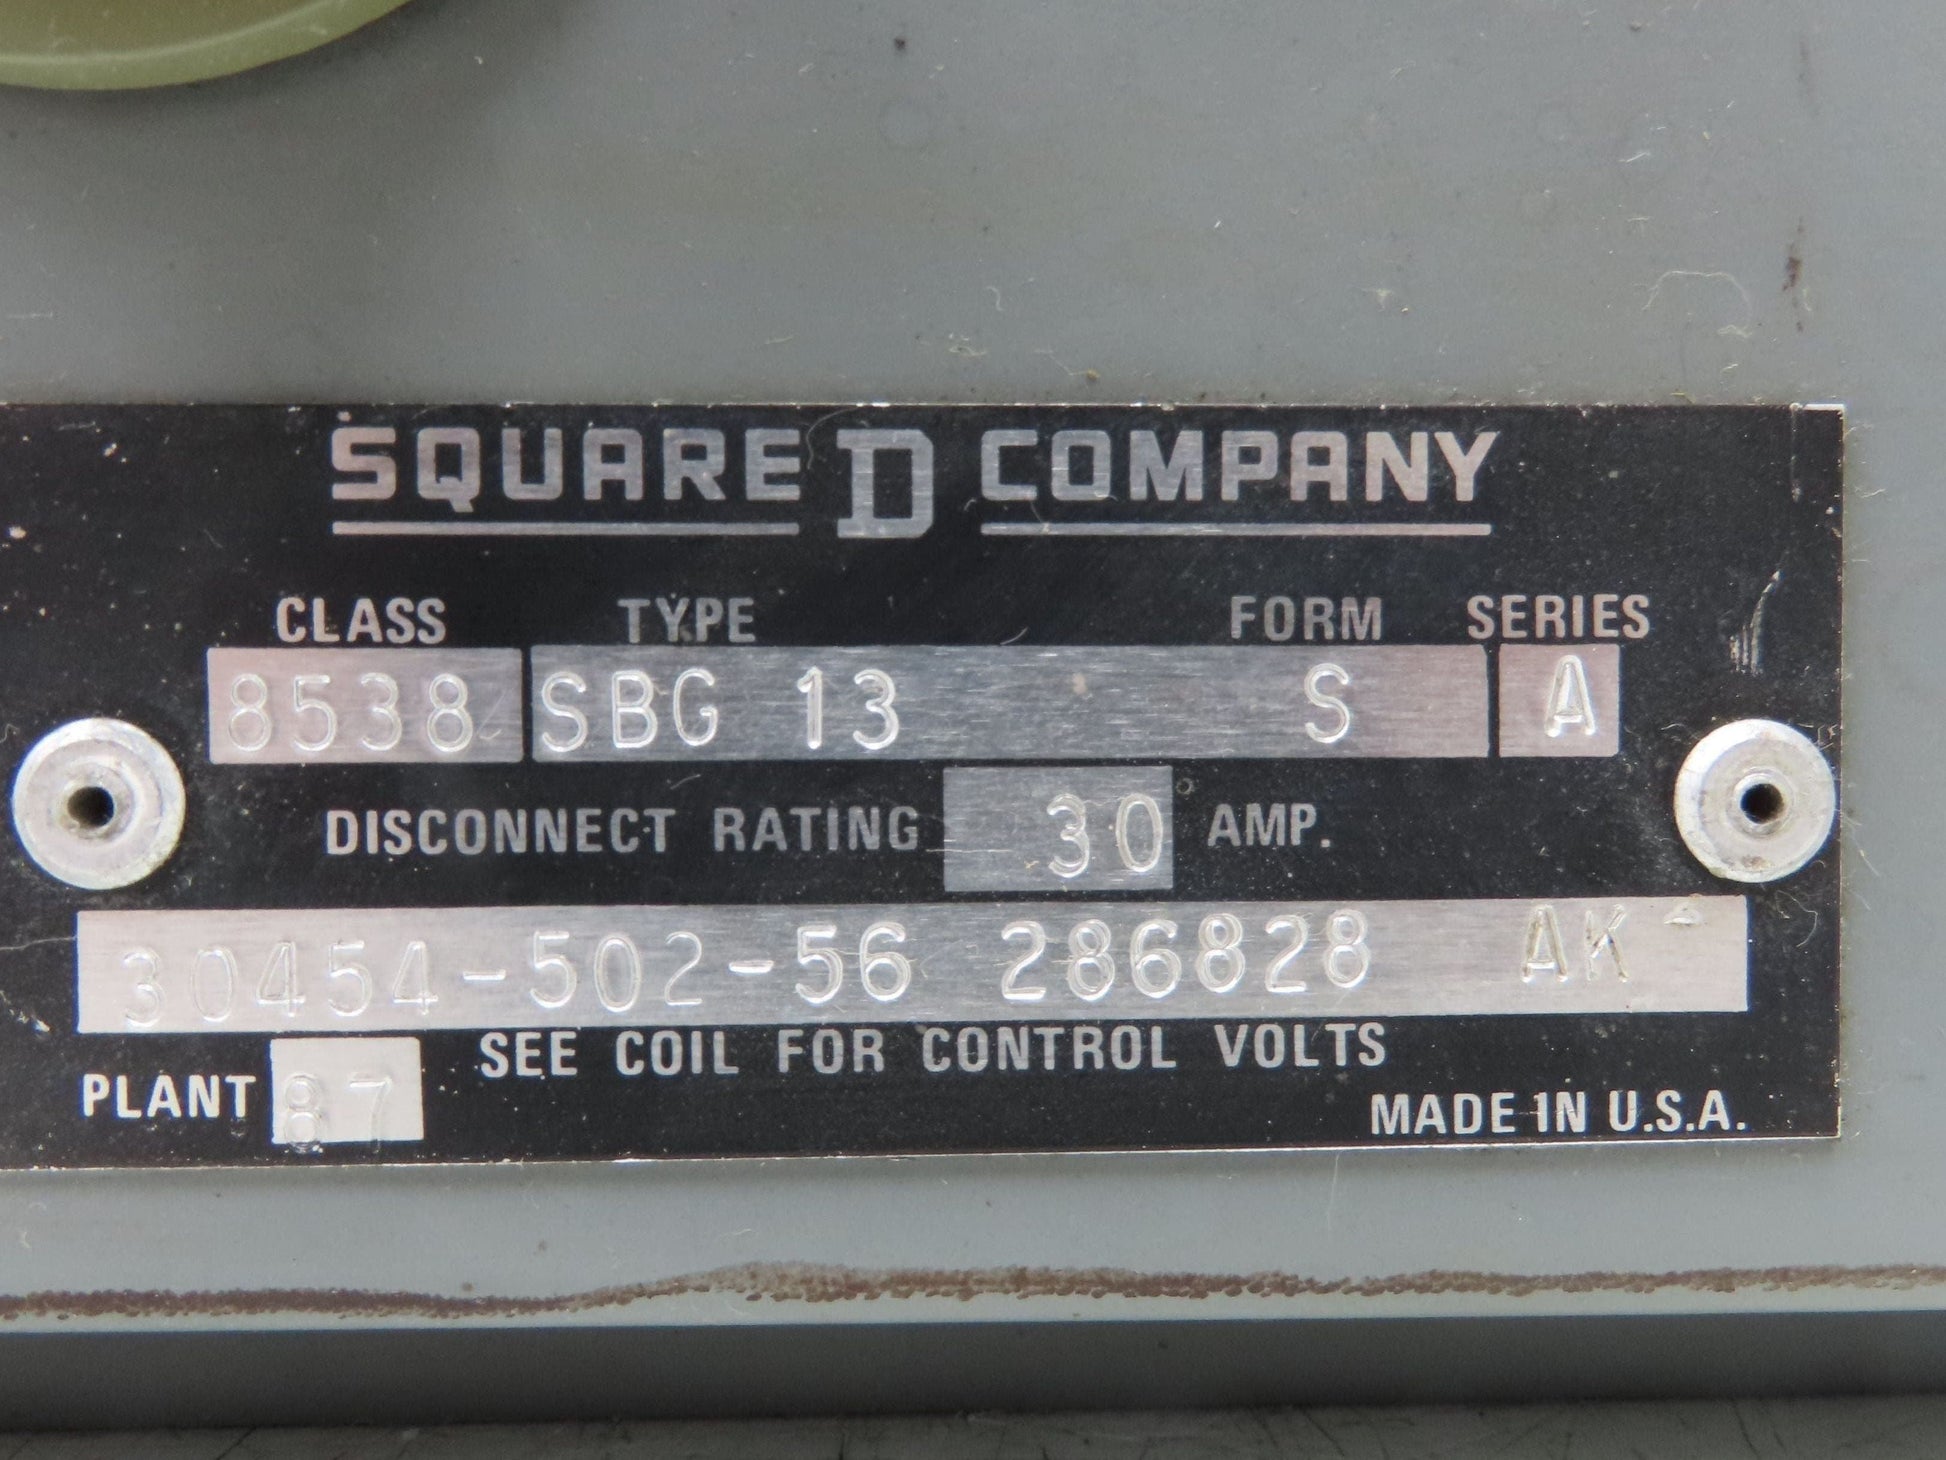 SQUARE D COMPANY
CLASS TYPE FORM SERIES
8538 SBG 13 S A
DISCONNECT RATING 30 AMP.
30454-502-56 286828 AK
SEE COIL FOR CONTROL VOLTS
PLANT 87
MADE IN U.S.A.